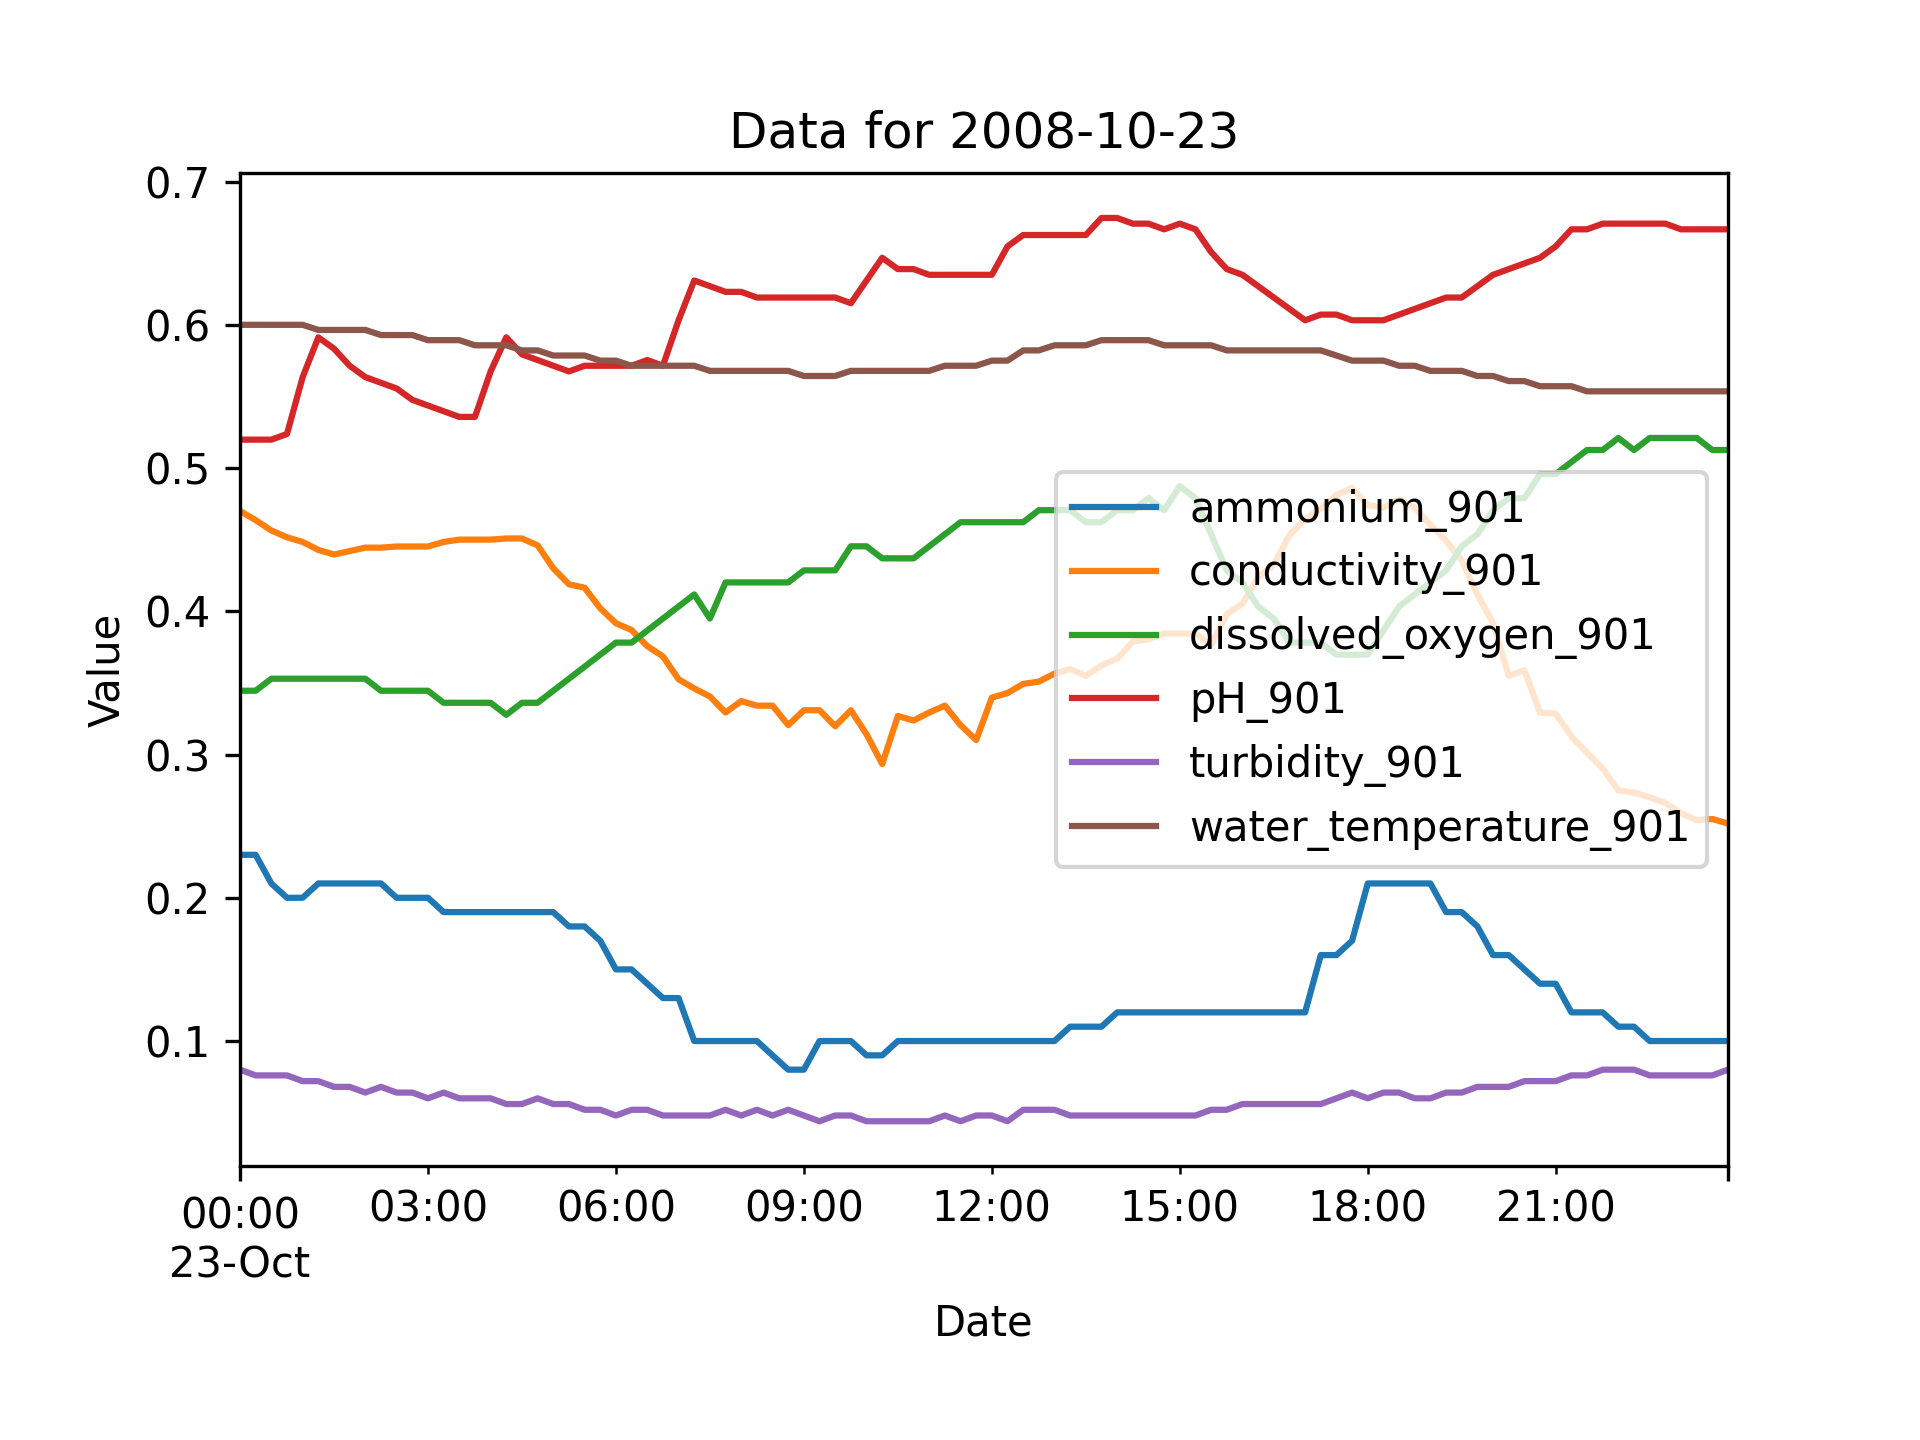 Data for 2008-10-23
0.7
0.6
0.5
0.4
0.3
0.2
0.1
Value
ammonium_901
conductivity_901
dissolved_oxygen_901
pH_901
turbidity_901
water_temperature_901
00:00 03:00 06:00 09:00 12:00 15:00 18:00 21:00
23-Oct
Date